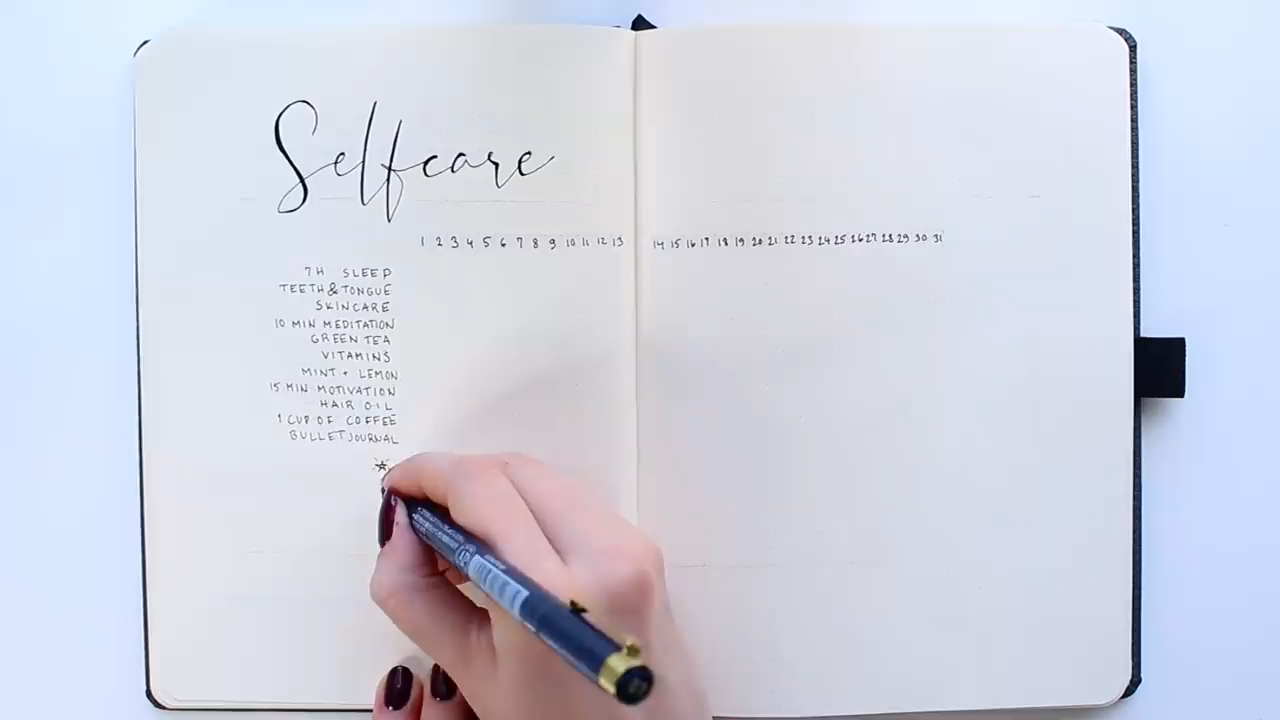 Selfcare
1 2 3 4 5 6 7 8 9 10 11 12 13 14 15 16 17 18 19 20 21 22 23 24 25 26 27 28 29 30 31
7H SLEEP
TEETH & TONGUE
SKINCARE
10 MIN MEDITATION
GREEN TEA
VITAMINS
MINT + LEMON
15 MIN MOTIVATION
HAIR OIL
1 CUP OF COFFEE
BULLET JOURNAL